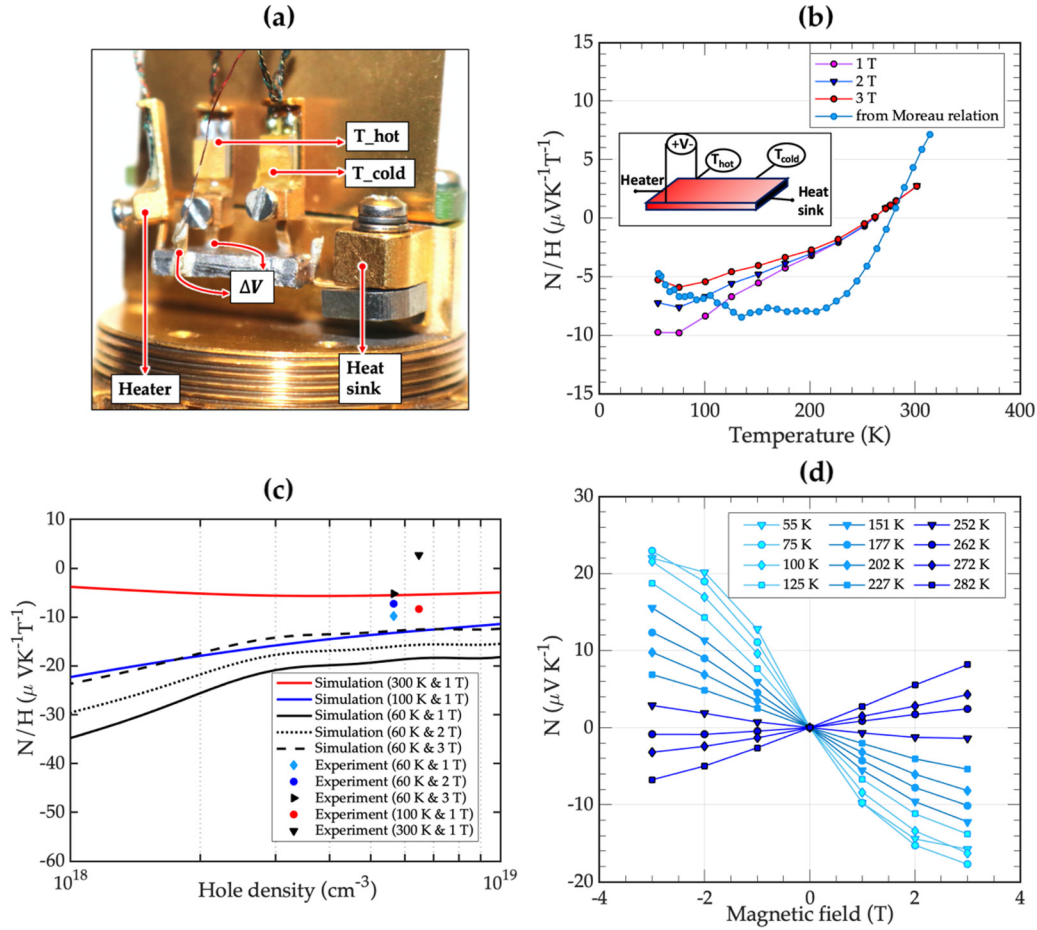 (a)
T_hot
T_cold
ΔV
Heater
Heat
sink
(b)
15
10
5
0
-5
-10
-15
0
100
200
300
400
N/H (μVK⁻¹T⁻¹)
Temperature (K)
1 T
2 T
3 T
from Moreau relation
+V-
T_hot
T_cold
Heater
Heat
sink
(c)
10
0
-10
-20
-30
-40
-50
-60
10¹⁸
10¹⁹
N/H (μ VK⁻¹T⁻¹)
Hole density (cm⁻³)
Simulation (300 K & 1 T)
Simulation (100 K & 1 T)
Simulation (60 K & 1 T)
Simulation (60 K & 2 T)
Simulation (60 K & 3 T)
Experiment (60 K & 1 T)
Experiment (60 K & 2 T)
Experiment (60 K & 3 T)
Experiment (100 K & 1 T)
Experiment (300 K & 1 T)
(d)
30
20
10
0
-10
-20
-4
-2
0
2
4
N (μV K⁻¹)
Magnetic field (T)
55 K
75 K
100 K
125 K
151 K
177 K
202 K
227 K
252 K
262 K
272 K
282 K